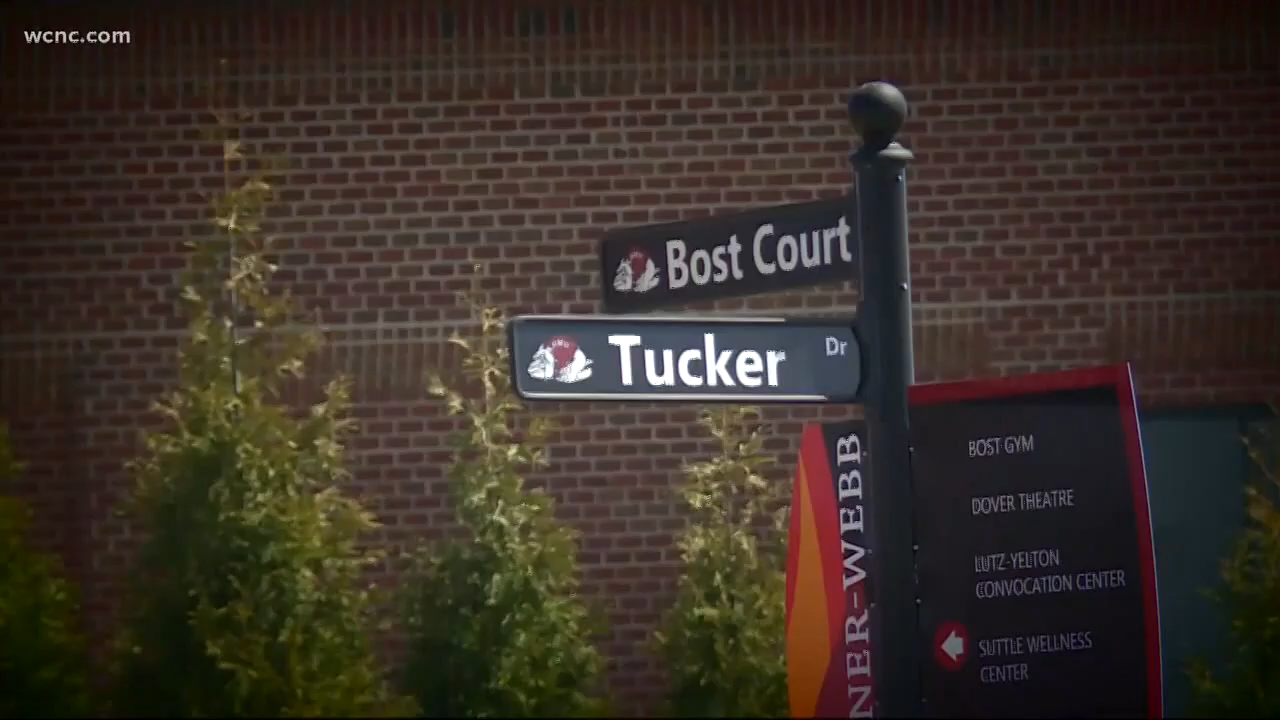 wcnc.com
Bost Court
Tucker Dr
NER-WEBB
BOST GYM
DOVER THEATRE
LUTZ-YELTON
CONVOCATION CENTER
SUTTLE WELLNESS
CENTER